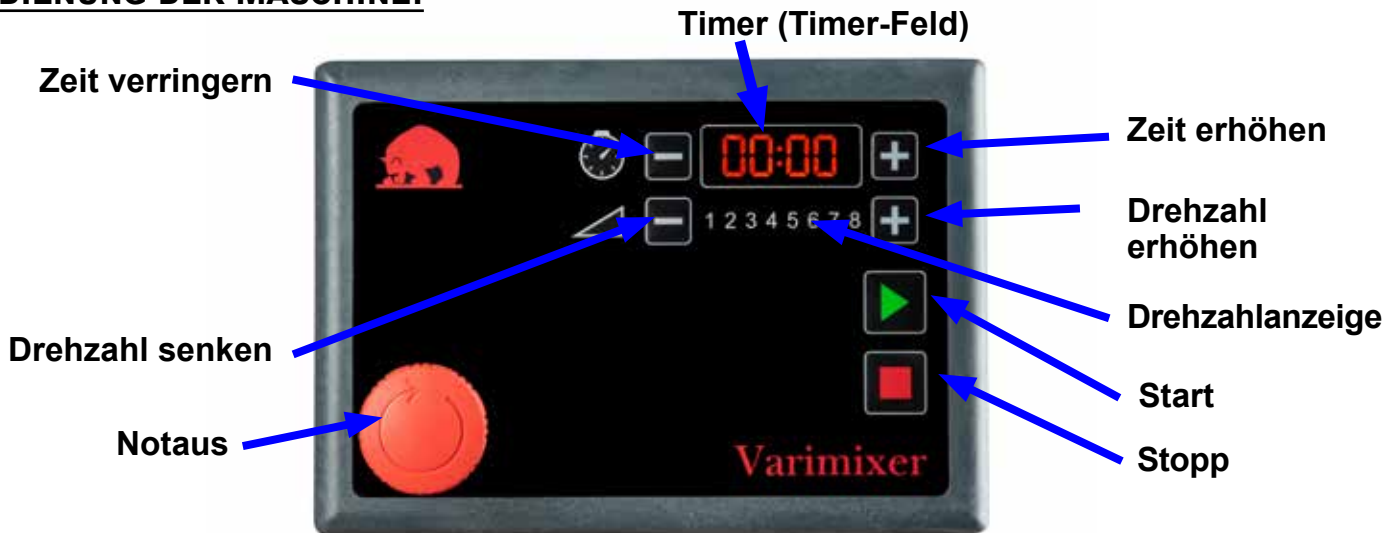 Timer (Timer-Feld)
Zeit verringern
00:00
Zeit erhöhen
1 2 3 4 5 6 7 8
Drehzahl
erhöhen
Drehzahl senken
Drehzahlanzeige
Start
Notaus
Varimixer
Stopp